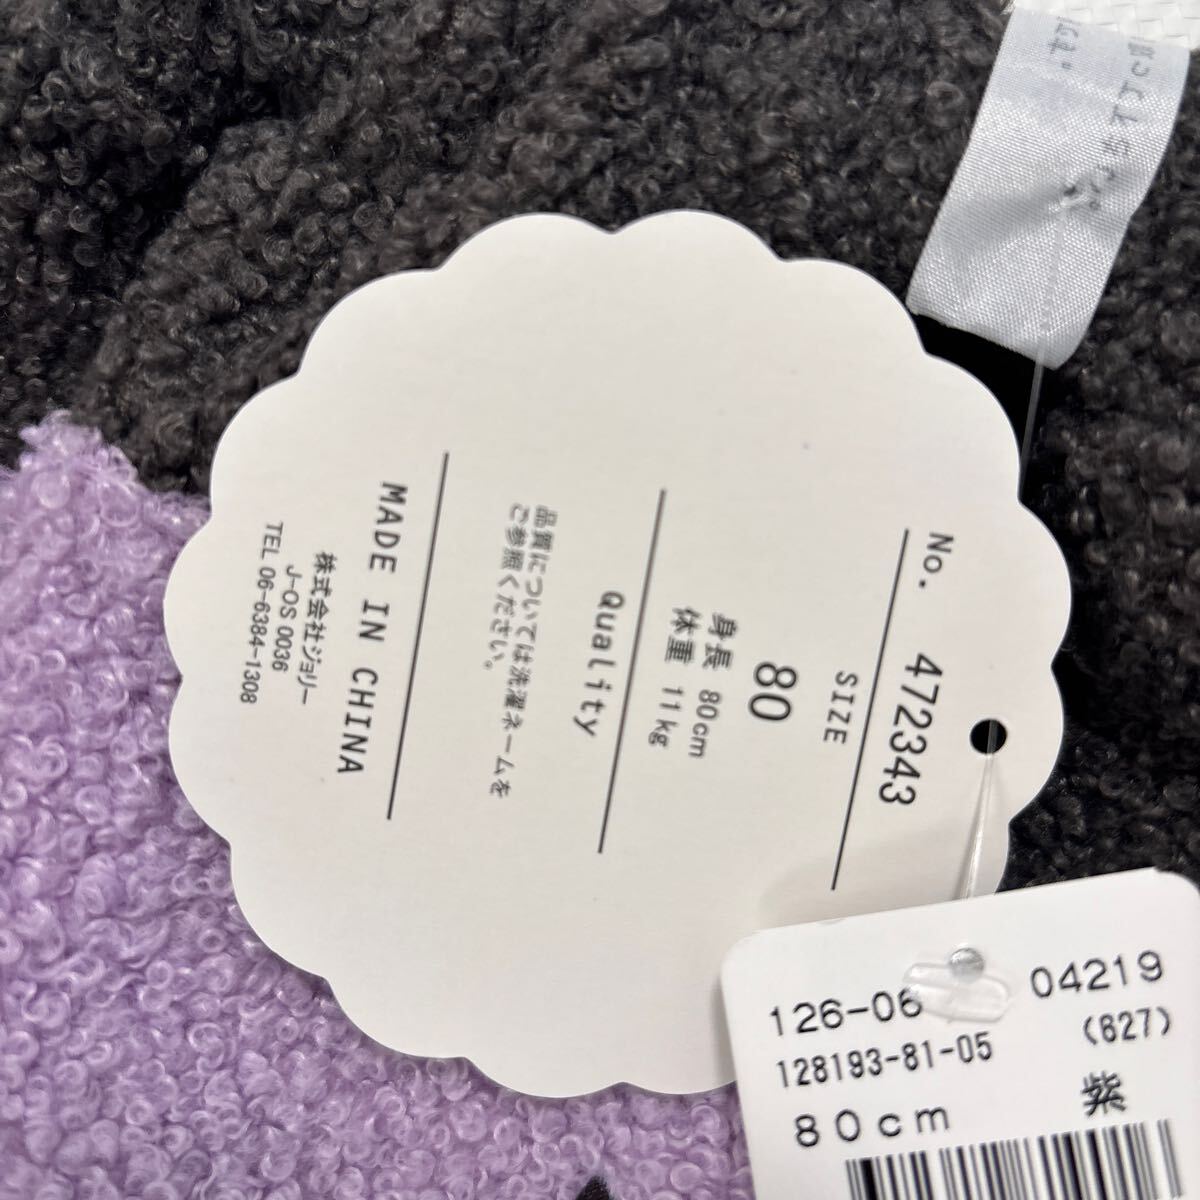 No. 472343
SIZE
80
身長 80cm
体重 11kg
Quality
品質については洗濯ネームを
ご参照ください。
MADE IN CHINA
株式会社ジョリー
J-OS 0036
TEL 06-6384-1308
126-06 04219
128193-81-05 (627)
80cm 紫